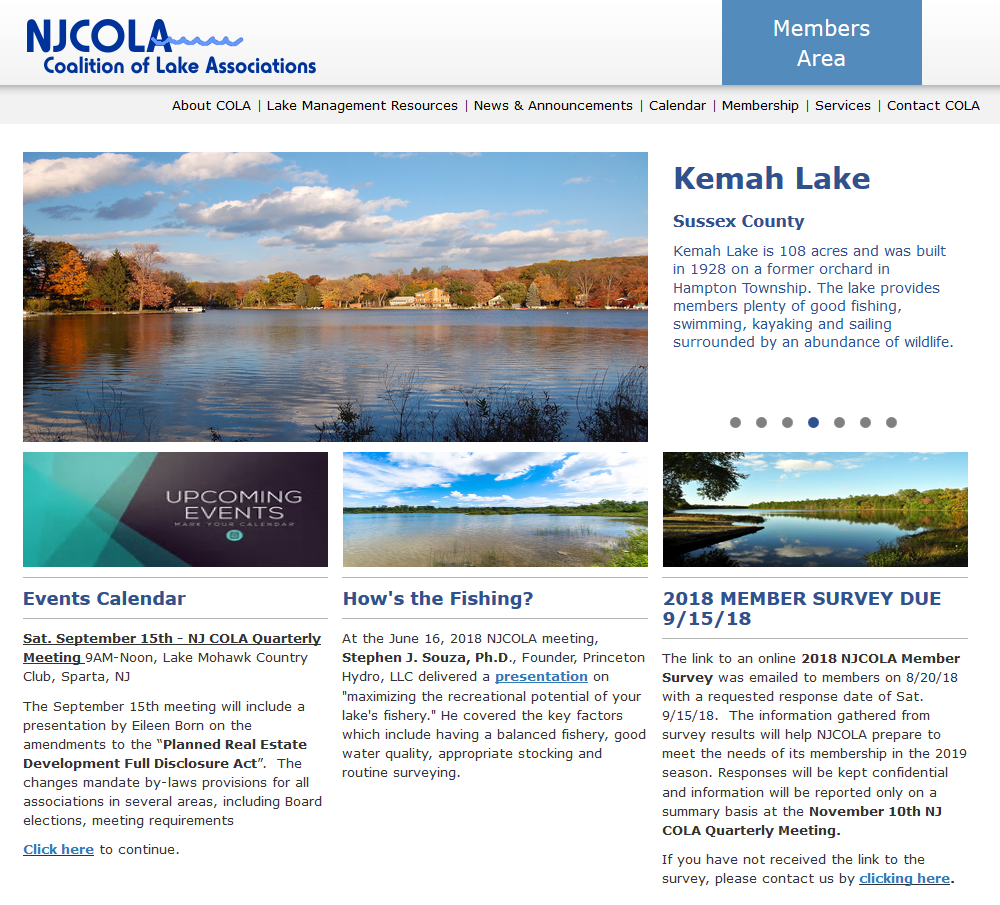 NJCOLA
Coalition of Lake Associations
Members
Area
About COLA | Lake Management Resources | News & Announcements | Calendar | Membership | Services | Contact COLA
Kemah Lake
Sussex County
Kemah Lake is 108 acres and was built
in 1928 on a former orchard in
Hampton Township. The lake provides
members plenty of good fishing,
swimming, kayaking and sailing
surrounded by an abundance of wildlife.
UPCOMING
EVENTS
MARK YOUR CALENDAR
Events Calendar
Sat. September 15th - NJ COLA Quarterly
Meeting 9AM-Noon, Lake Mohawk Country
Club, Sparta, NJ
The September 15th meeting will include a
presentation by Eileen Born on the
amendments to the “Planned Real Estate
Development Full Disclosure Act”.  The
changes mandate by-laws provisions for all
associations in several areas, including Board
elections, meeting requirements
Click here to continue.
How's the Fishing?
At the June 16, 2018 NJCOLA meeting,
Stephen J. Souza, Ph.D., Founder, Princeton
Hydro, LLC delivered a presentation on
"maximizing the recreational potential of your
lake's fishery." He covered the key factors
which include having a balanced fishery, good
water quality, appropriate stocking and
routine surveying.
2018 MEMBER SURVEY DUE
9/15/18
The link to an online 2018 NJCOLA Member
Survey was emailed to members on 8/20/18
with a requested response date of Sat.
9/15/18.  The information gathered from
survey results will help NJCOLA prepare to
meet the needs of its membership in the 2019
season. Responses will be kept confidential
and information will be reported only on a
summary basis at the November 10th NJ
COLA Quarterly Meeting.
If you have not received the link to the
survey, please contact us by clicking here.